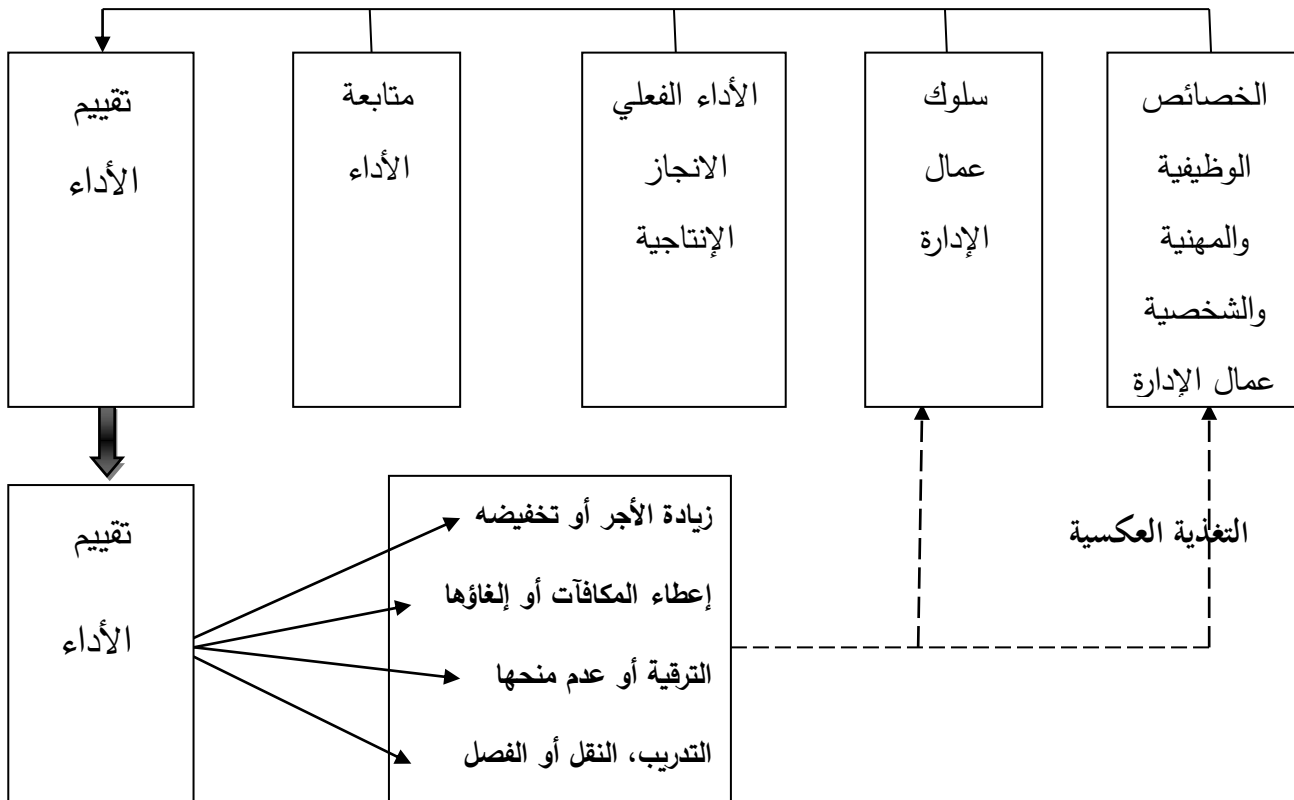 الخصائص
الوظيفية
والمهنية
والشخصية
عمال الإدارة
سلوك
عمال
الإدارة
الأداء الفعلي
الانجاز
الإنتاجية
متابعة
الأداء
تقييم
الأداء
التغذية العكسية
زيادة الأجر أو تخفيضه
إعطاء المكافآت أو إلغاؤها
الترقية أو عدم منحها
التدريب، النقل أو الفصل
تقييم
الأداء